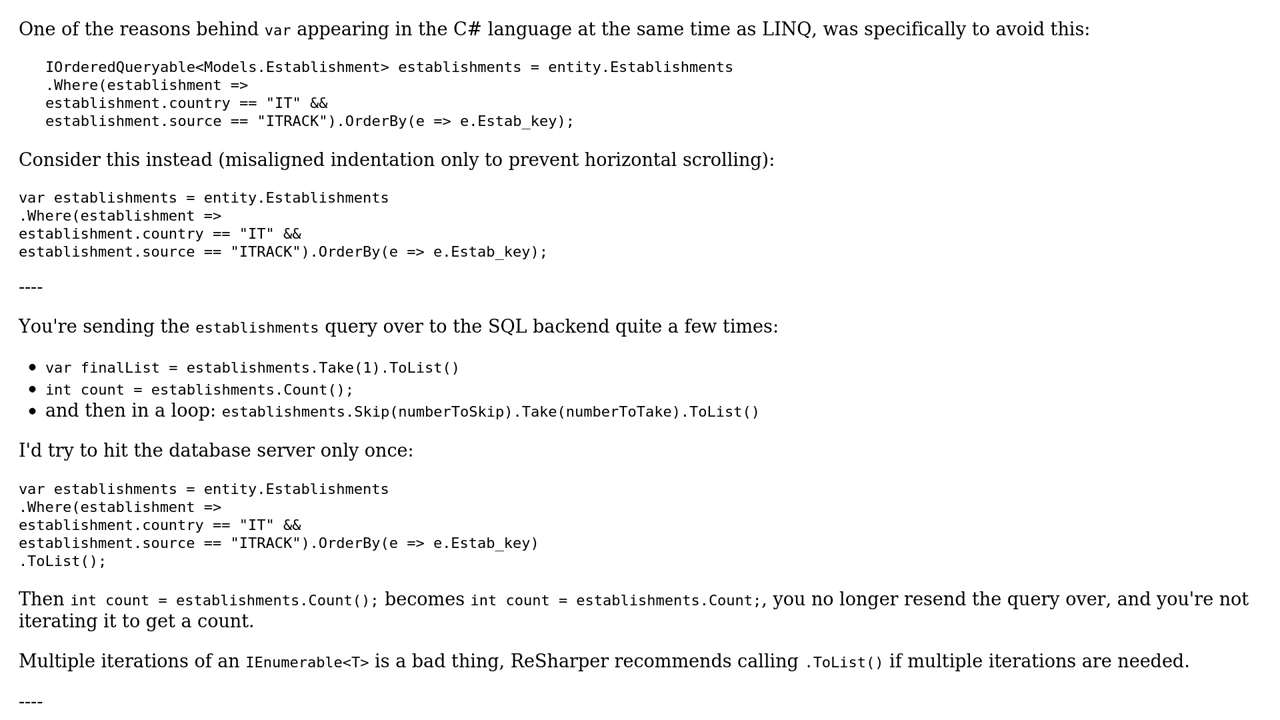 One of the reasons behind var appearing in the C# language at the same time as LINQ, was specifically to avoid this:
IOrderedQueryable<Models.Establishment> establishments = entity.Establishments
.Where(establishment =>
establishment.country == "IT" &&
establishment.source == "ITRACK").OrderBy(e => e.Estab_key);
Consider this instead (misaligned indentation only to prevent horizontal scrolling):
var establishments = entity.Establishments
.Where(establishment =>
establishment.country == "IT" &&
establishment.source == "ITRACK").OrderBy(e => e.Estab_key);
----
You're sending the establishments query over to the SQL backend quite a few times:
• var finalList = establishments.Take(1).ToList()
• int count = establishments.Count();
• and then in a loop: establishments.Skip(numberToSkip).Take(numberToTake).ToList()
I'd try to hit the database server only once:
var establishments = entity.Establishments
.Where(establishment =>
establishment.country == "IT" &&
establishment.source == "ITRACK").OrderBy(e => e.Estab_key)
.ToList();
Then int count = establishments.Count(); becomes int count = establishments.Count;, you no longer resend the query over, and you're not
iterating it to get a count.
Multiple iterations of an IEnumerable<T> is a bad thing, ReSharper recommends calling .ToList() if multiple iterations are needed.
----